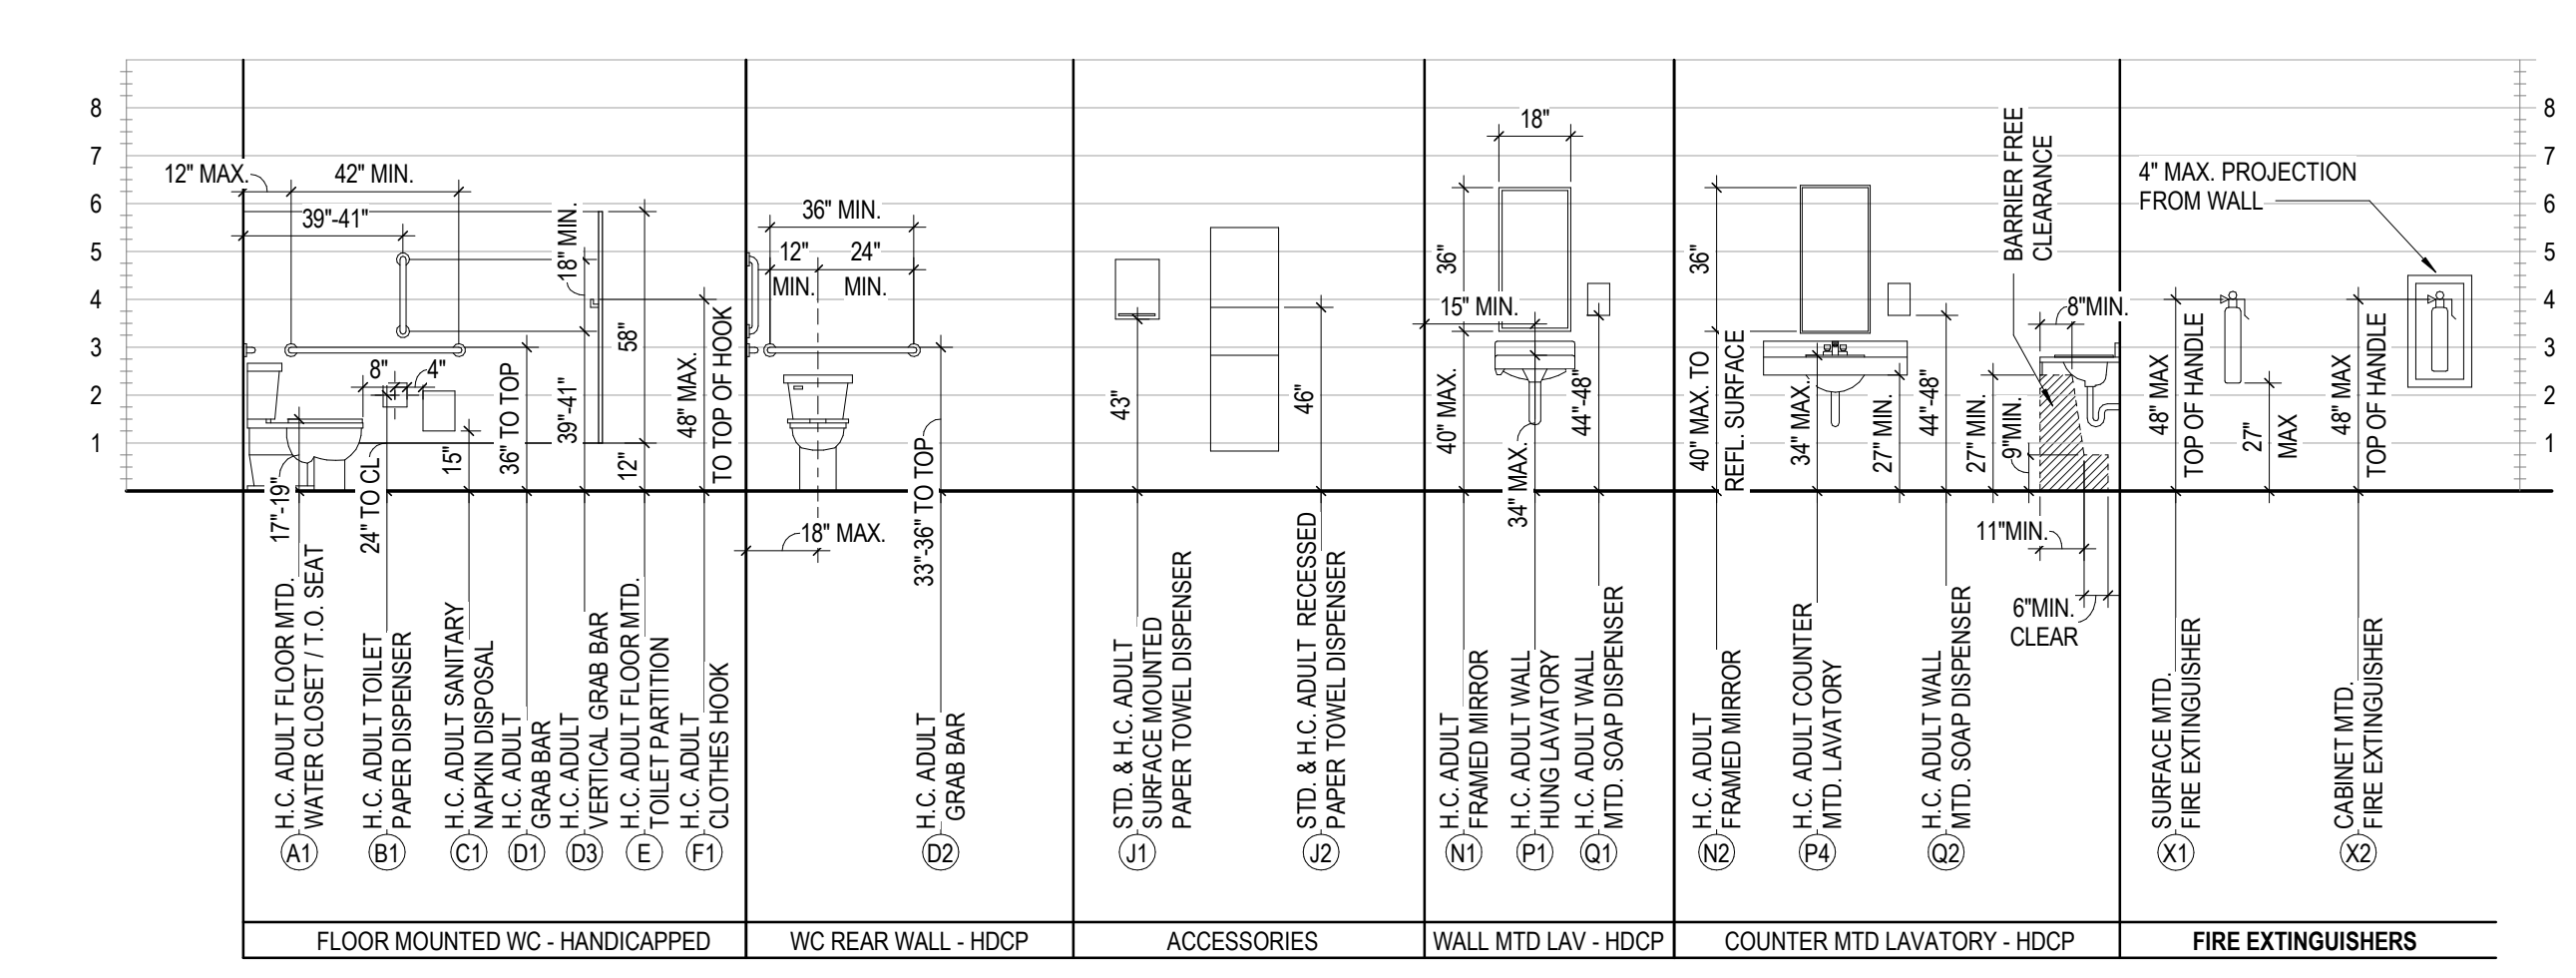 8
7
6
5
4
3
2
1
12" MAX.
42" MIN.
39"-41"
18" MIN.
58"
8"
4"
17"-19"
24" TO CL
15"
36" TO TOP
39"-41"
12"
48" MAX.
TO TOP OF HOOK
H.C. ADULT FLOOR MTD.
WATER CLOSET / T.O. SEAT
A1
H.C. ADULT TOILET
PAPER DISPENSER
B1
H.C. ADULT SANITARY
NAPKIN DISPOSAL
C1
H.C. ADULT
GRAB BAR
D1
H.C. ADULT
VERTICAL GRAB BAR
D3
H.C. ADULT FLOOR MTD.
TOILET PARTITION
E
H.C. ADULT
CLOTHES HOOK
F1
FLOOR MOUNTED WC - HANDICAPPED
36" MIN.
12"
MIN.
24"
MIN.
18" MAX.
33"-36" TO TOP
H.C. ADULT
GRAB BAR
D2
WC REAR WALL - HDCP
43"
46"
STD. & H.C. ADULT
SURFACE MOUNTED
PAPER TOWEL DISPENSER
J1
STD. & H.C. ADULT RECESSED
PAPER TOWEL DISPENSER
J2
ACCESSORIES
18"
36"
15" MIN.
40" MAX.
34" MAX.
44"-48"
H.C. ADULT
FRAMED MIRROR
N1
H.C. ADULT WALL
HUNG LAVATORY
P1
H.C. ADULT WALL
MTD. SOAP DISPENSER
Q1
WALL MTD LAV - HDCP
36"
40" MAX. TO
REFL. SURFACE
34" MAX.
27" MIN.
44"-48"
27" MIN.
9"MIN.
BARRIER FREE
CLEARANCE
8"MIN.
11"MIN.
6"MIN.
CLEAR
H.C. ADULT
FRAMED MIRROR
N2
H.C. ADULT COUNTER
MTD. LAVATORY
P4
H.C. ADULT WALL
MTD. SOAP DISPENSER
Q2
COUNTER MTD LAVATORY - HDCP
4" MAX. PROJECTION
FROM WALL
48" MAX
TOP OF HANDLE
27"
MAX
48" MAX
TOP OF HANDLE
SURFACE MTD.
FIRE EXTINGUISHER
X1
CABINET MTD.
FIRE EXTINGUISHER
X2
FIRE EXTINGUISHERS
8
7
6
5
4
3
2
1